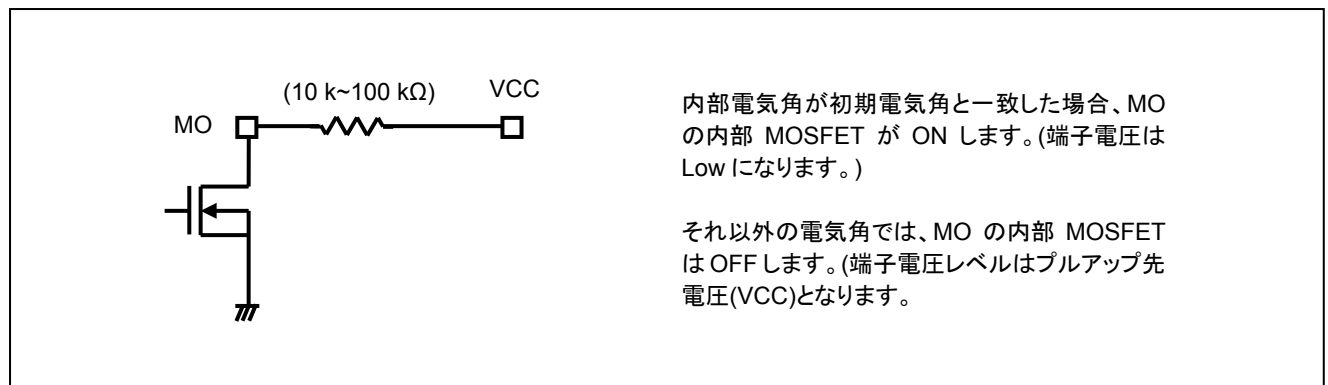 (10 k~100 kΩ)
VCC
MO
内部電気角が初期電気角と一致した場合、MO
の内部 MOSFET が ON します。(端子電圧は
Low になります。)
それ以外の電気角では、MO の内部 MOSFET
は OFF します。(端子電圧レベルはプルアップ先
電圧(VCC)となります。